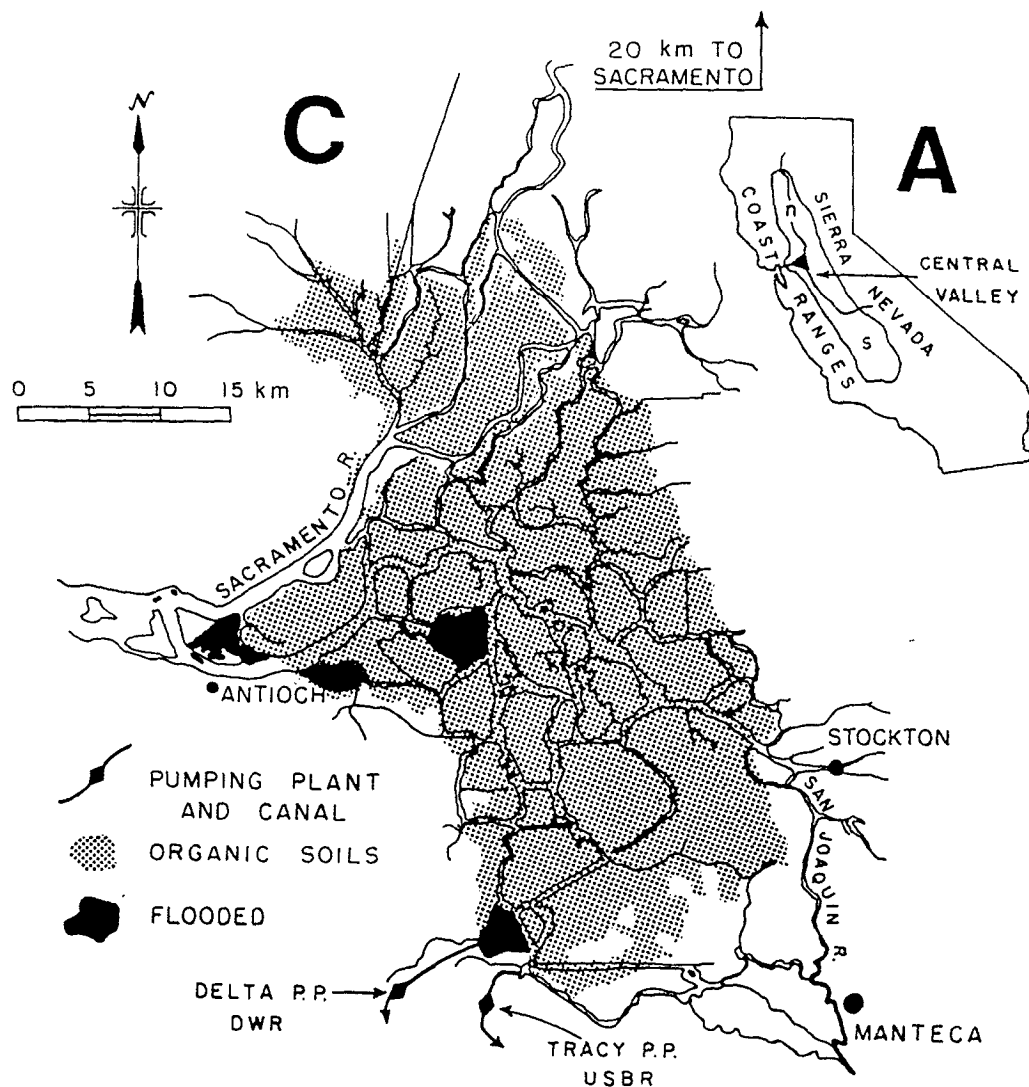 20 km TO
SACRAMENTO
N
C
A
COAST RANGES
n
SIERRA NEVADA
S
CENTRAL
VALLEY
0 5 10 15 km
SACRAMENTO R.
ANTIOCH
STOCKTON
SAN JOAQUIN R.
PUMPING PLANT
AND CANAL
ORGANIC SOILS
FLOODED
DELTA P.P.
DWR
TRACY P.P.
USBR
MANTECA